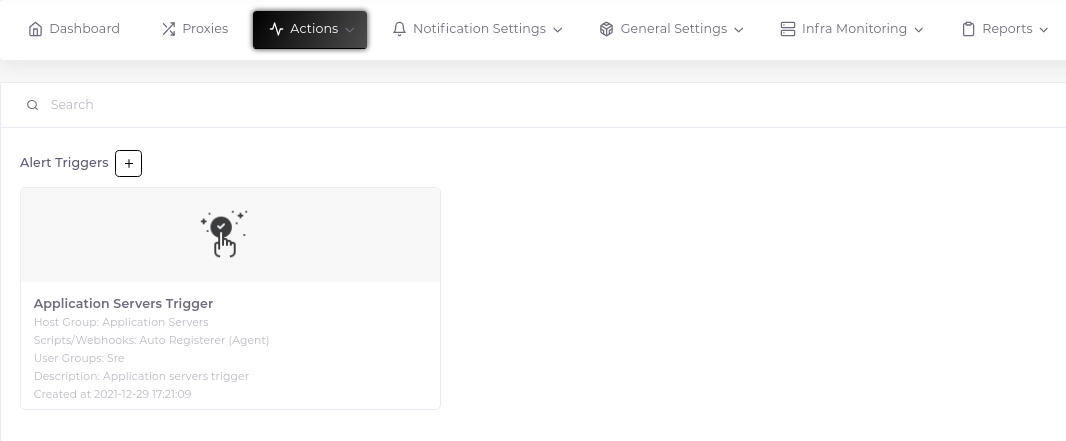 Dashboard Proxies Actions Notification Settings General Settings Infra Monitoring Reports
Search
Alert Triggers +
Application Servers Trigger
Host Group: Application Servers
Scripts/Webhooks: Auto Registerer (Agent)
User Groups: Sre
Description: Application servers trigger
Created at 2021-12-29 17:21:09